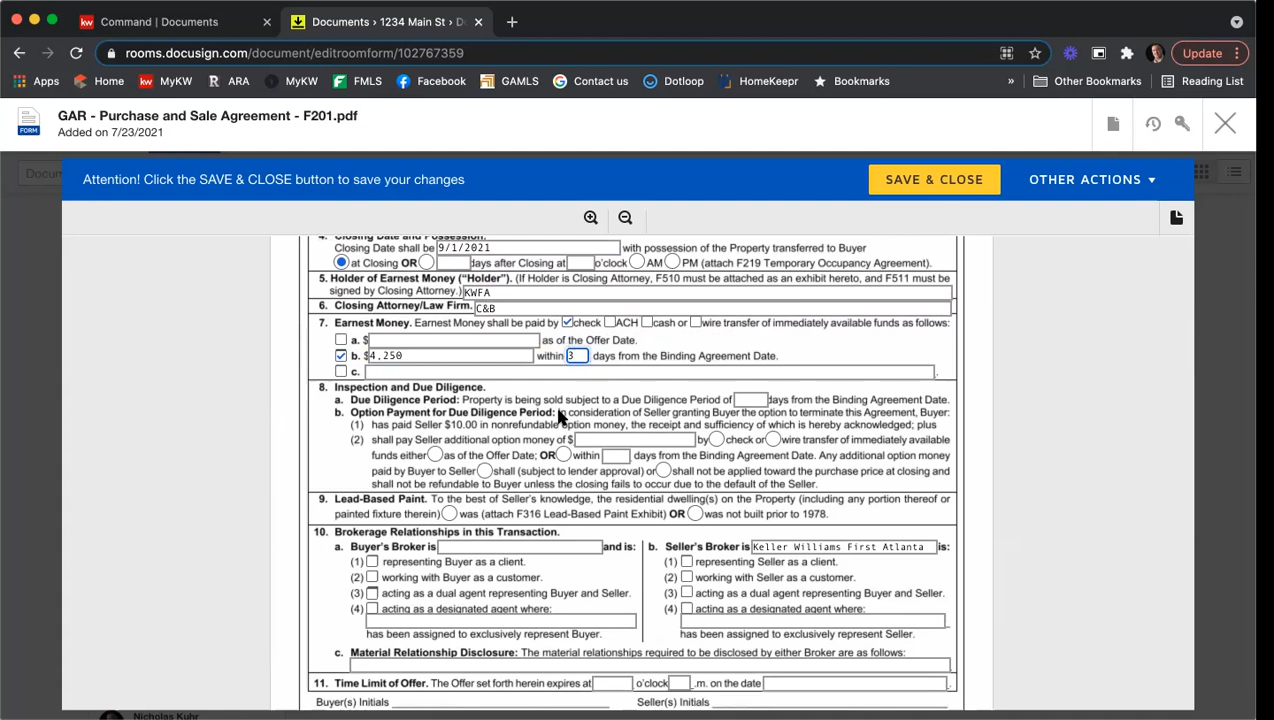 Command | Documents
Documents › 1234 Main St › D
rooms.docusign.com/document/editroomform/102767359
Update
Apps
Home
MyKW
ARA
MyKW
FMLS
Facebook
GAMLS
Contact us
Dotloop
HomeKeepr
Bookmarks
»
Other Bookmarks
Reading List
FORM
GAR - Purchase and Sale Agreement - F201.pdf
Added on 7/23/2021
Docum
Attention! Click the SAVE & CLOSE button to save your changes
SAVE & CLOSE
OTHER ACTIONS
4. Closing Date and Possession.
Closing Date shall be 9/1/2021 with possession of the Property transferred to Buyer
at Closing OR days after Closing at o'clock AM PM (attach F219 Temporary Occupancy Agreement).
5. Holder of Earnest Money ("Holder"). (If Holder is Closing Attorney, F510 must be attached as an exhibit hereto, and F511 must be
signed by Closing Attorney.) KWFA
6. Closing Attorney/Law Firm. C&B
7. Earnest Money. Earnest Money shall be paid by check ACH cash or wire transfer of immediately available funds as follows:
a. $ as of the Offer Date.
b. $4,250 within 3 days from the Binding Agreement Date.
c. .
8. Inspection and Due Diligence.
a. Due Diligence Period: Property is being sold subject to a Due Diligence Period of days from the Binding Agreement Date.
b. Option Payment for Due Diligence Period: In consideration of Seller granting Buyer the option to terminate this Agreement, Buyer:
(1) has paid Seller $10.00 in nonrefundable option money, the receipt and sufficiency of which is hereby acknowledged; plus
(2) shall pay Seller additional option money of $ by check or wire transfer of immediately available
funds either as of the Offer Date; OR within days from the Binding Agreement Date. Any additional option money
paid by Buyer to Seller shall (subject to lender approval) or shall not be applied toward the purchase price at closing and
shall not be refundable to Buyer unless the closing fails to occur due to the default of the Seller.
9. Lead-Based Paint. To the best of Seller's knowledge, the residential dwelling(s) on the Property (including any portion thereof or
painted fixture therein) was (attach F316 Lead-Based Paint Exhibit) OR was not built prior to 1978.
10. Brokerage Relationships in this Transaction.
a. Buyer's Broker is and is:
(1) representing Buyer as a client.
(2) working with Buyer as a customer.
(3) acting as a dual agent representing Buyer and Seller.
(4) acting as a designated agent where:
has been assigned to exclusively represent Buyer.
b. Seller's Broker is Keller Williams First Atlanta is:
(1) representing Seller as a client.
(2) working with Seller as a customer.
(3) acting as a dual agent representing Buyer and Seller.
(4) acting as a designated agent where:
has been assigned to exclusively represent Seller.
c. Material Relationship Disclosure: The material relationships required to be disclosed by either Broker are as follows:
11. Time Limit of Offer. The Offer set forth herein expires at o'clock .m. on the date .
Buyer(s) Initials Seller(s) Initials
Nicholas Kuhr